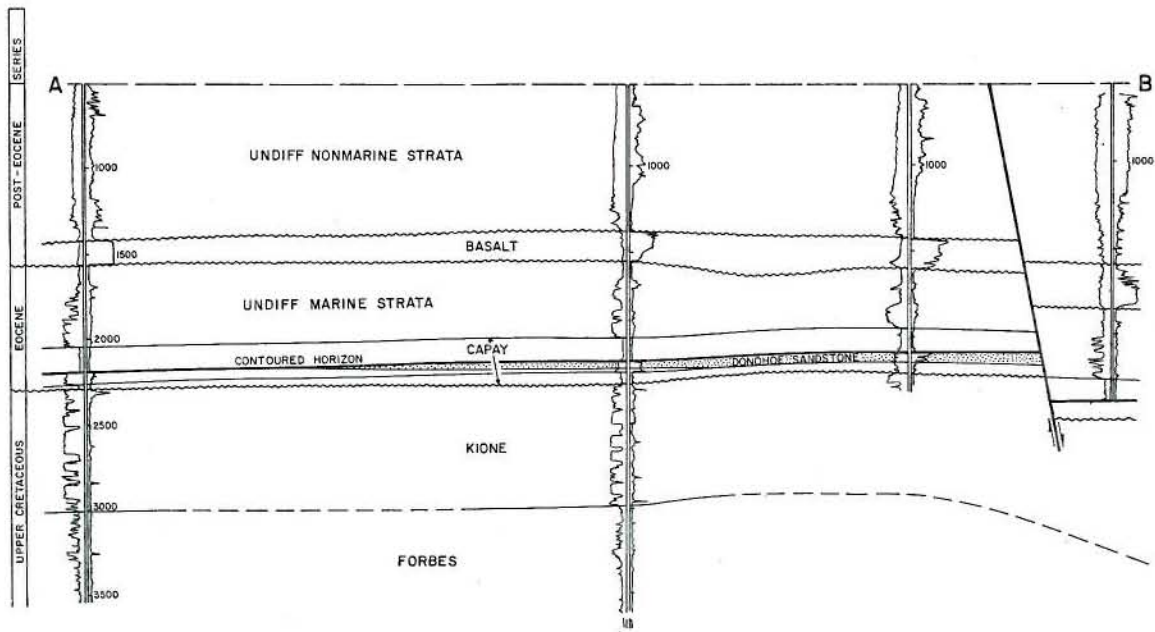 SERIES
A
B
POST-EOCENE
UNDIFF NONMARINE STRATA
1000
1000
1000
1000
BASALT
1500
EOCENE
UNDIFF MARINE STRATA
2000
CAPAY
CONTOURED HORIZON
DONOHOE SANDSTONE
2500
UPPER CRETACEOUS
KIONE
3000
FORBES
3500